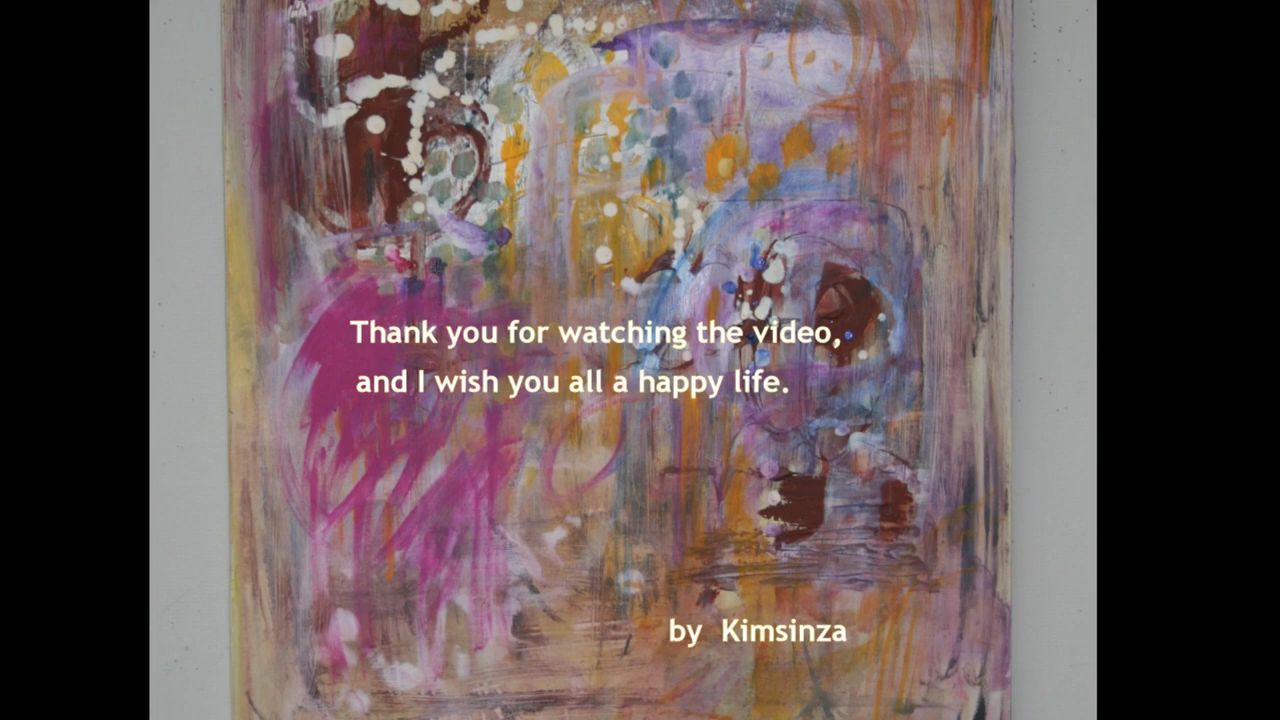 Thank you for watching the video,
and I wish you all a happy life.
by Kimsinza